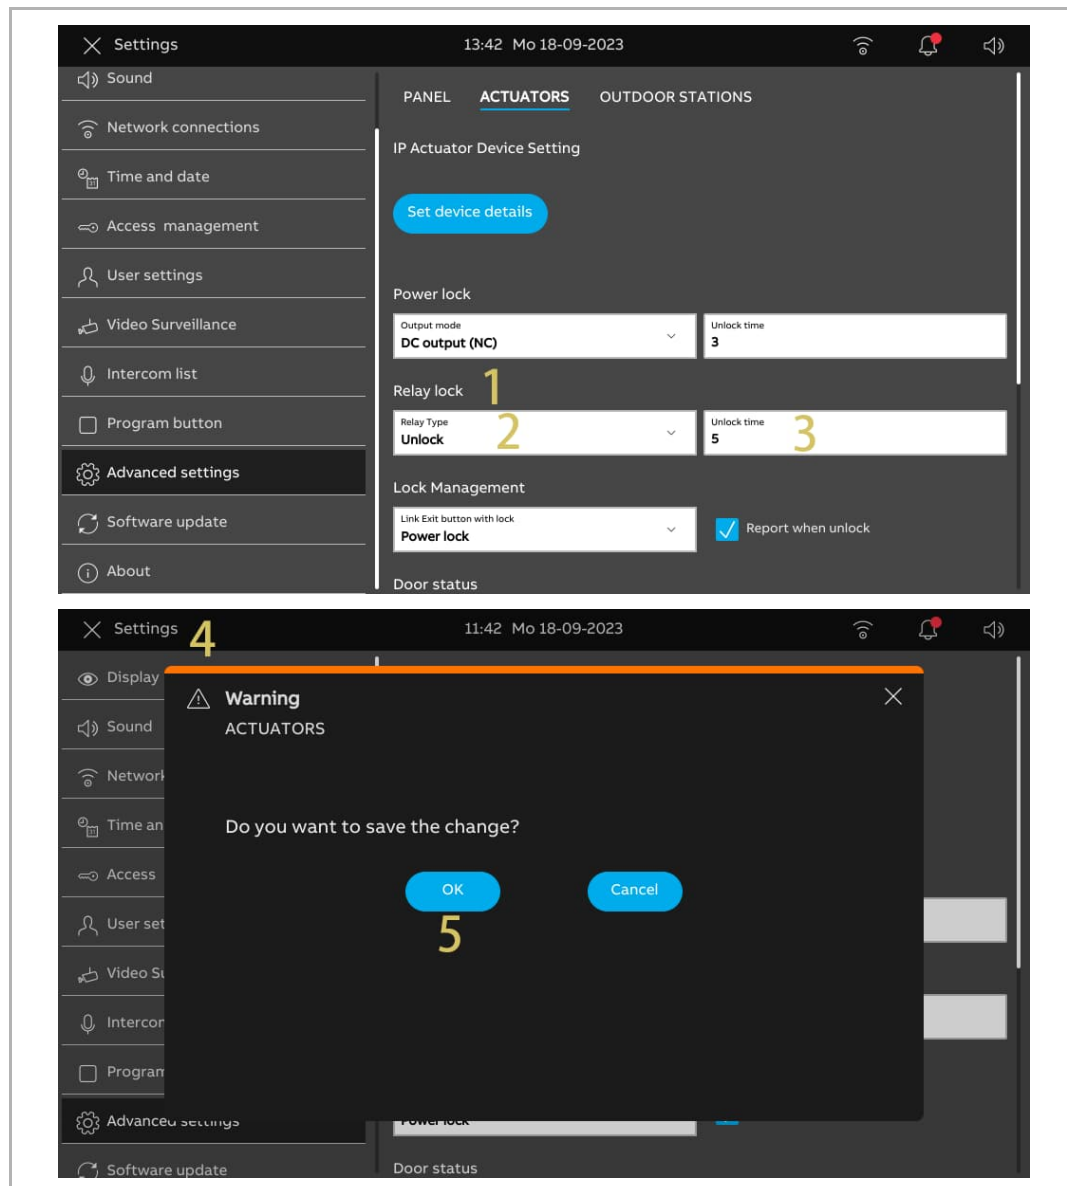 Settings
13:42 Mo 18-09-2023
Sound
Network connections
Time and date
Access management
User settings
Video Surveillance
Intercom list
Program button
Advanced settings
Software update
About
PANEL ACTUATORS OUTDOOR STATIONS
IP Actuator Device Setting
Set device details
Power lock
Output mode
DC output (NC)
Unlock time
3
Relay lock 1
Relay Type
Unlock
2
Unlock time
5
3
Lock Management
Link Exit button with lock
Power lock
Report when unlock
Door status
Settings 4
11:42 Mo 18-09-2023
Display
Sound
Network
Time an
Access
User set
Video Su
Intercor
Program
Advanced settings
Software update
Warning
ACTUATORS
Do you want to save the change?
OK
Cancel
5
Power lock
Door status